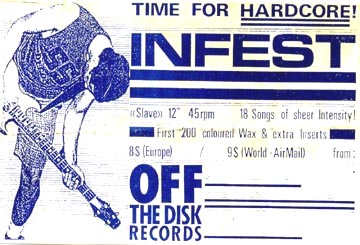 TIME FOR HARDCORE!
INFEST
«Slave» 12" 45rpm 18 Songs of sheer Intensity!
First 200 coloured Wax & extra Inserts
8$ (Europe) / 9$ (World-AirMail) from:
OFF
THE DISK
RECORDS